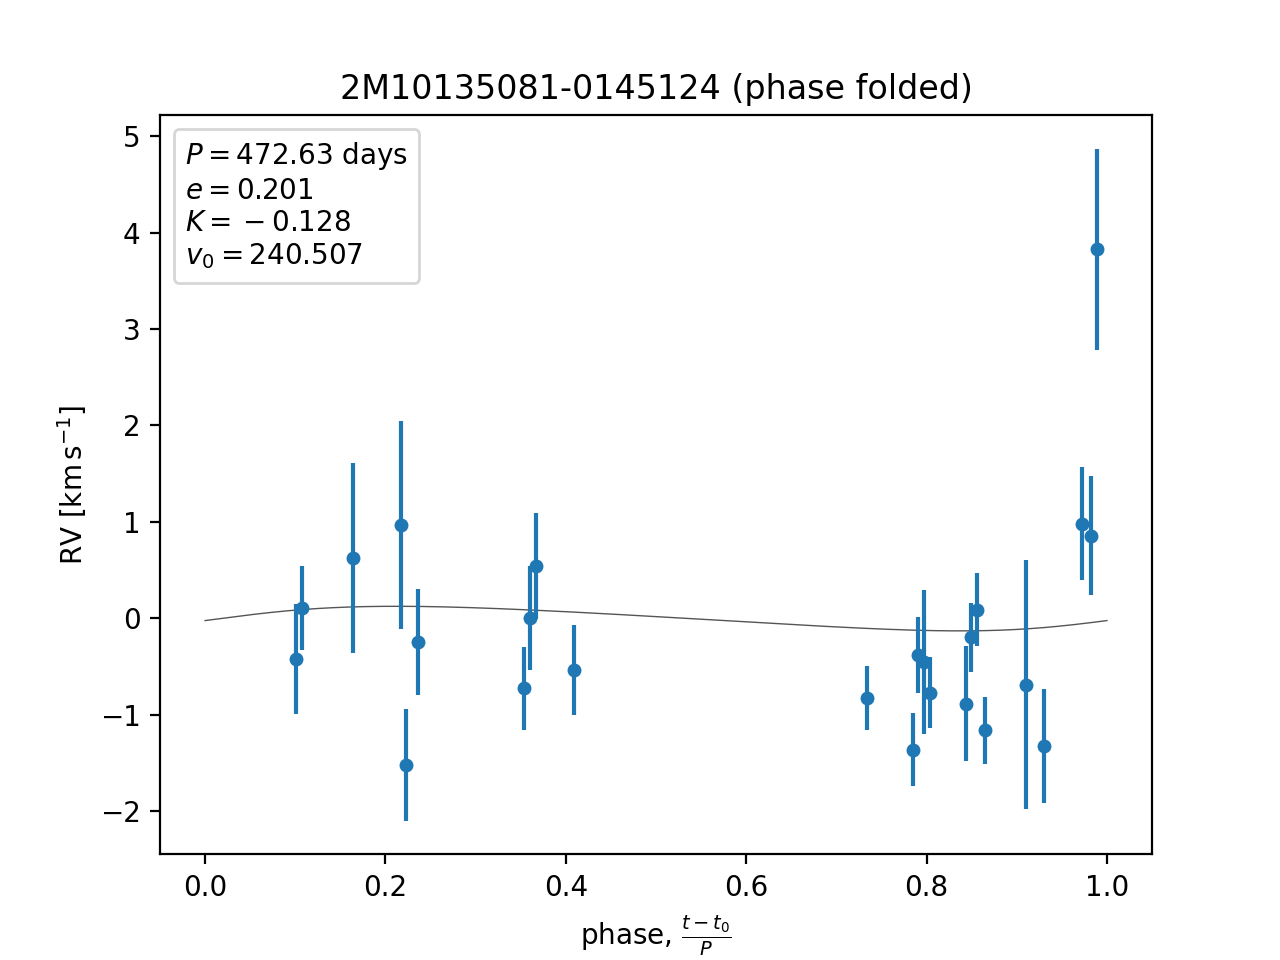 2M10135081-0145124 (phase folded)
P = 472.63 days
e = 0.201
K = −0.128
v₀ = 240.507
5
4
3
2
1
0
−1
−2
RV [km s⁻¹]
0.0 0.2 0.4 0.6 0.8 1.0
phase, (t − t₀)/P